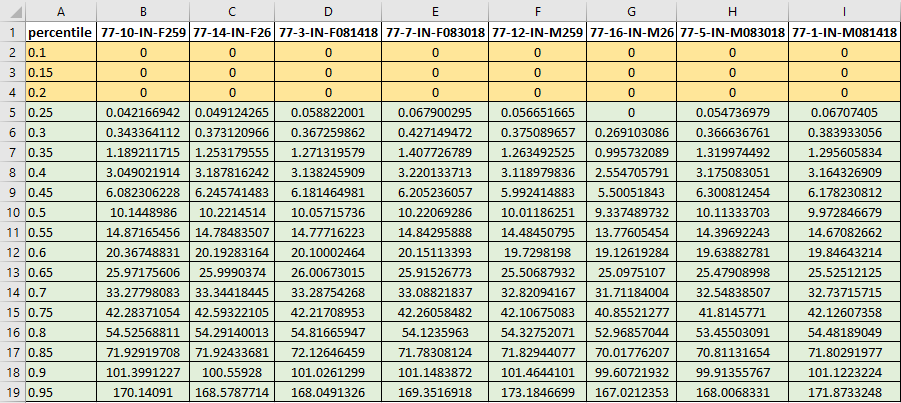 A B C D E F G H I
1 percentile 77-10-IN-F259 77-14-IN-F26 77-3-IN-F081418 77-7-IN-F083018 77-12-IN-M259 77-16-IN-M26 77-5-IN-M083018 77-1-IN-M081418
2 0.1 0 0 0 0 0 0 0 0
3 0.15 0 0 0 0 0 0 0 0
4 0.2 0 0 0 0 0 0 0 0
5 0.25 0.042166942 0.049124265 0.058822001 0.067900295 0.056651665 0 0.054736979 0.06707405
6 0.3 0.343364112 0.373120966 0.367259862 0.427149472 0.375089657 0.269103086 0.366636761 0.383933056
7 0.35 1.189211715 1.253179555 1.271319579 1.407726789 1.263492525 0.995732089 1.319974492 1.295605834
8 0.4 3.049021914 3.187816242 3.138245909 3.220133713 3.118979836 2.554705791 3.175083051 3.164326909
9 0.45 6.082306228 6.245741483 6.181464981 6.205236057 5.992414883 5.50051843 6.300812454 6.178230812
10 0.5 10.1448986 10.2214514 10.05715736 10.22069286 10.01186251 9.337489732 10.11333703 9.972846679
11 0.55 14.87165456 14.78483507 14.77716223 14.84295888 14.48450795 13.77605454 14.39692243 14.67082662
12 0.6 20.36748831 20.19283164 20.10002464 20.15113393 19.7298198 19.12619284 19.63882781 19.84643214
13 0.65 25.97175606 25.9990374 26.00673015 25.91526773 25.50687932 25.0975107 25.47908998 25.52512125
14 0.7 33.27798083 33.34418445 33.28754268 33.08821837 32.82094167 31.71184004 32.54838507 32.73715715
15 0.75 42.28371054 42.59322105 42.21708953 42.26058482 42.10675083 40.85521277 41.8145771 42.12607358
16 0.8 54.52568811 54.29140013 54.81665947 54.1235963 54.32752071 52.96857044 53.45503091 54.48189049
17 0.85 71.92919708 71.92433681 72.12646459 71.78308124 71.82944077 70.01776207 70.81131654 71.80291977
18 0.9 101.3991227 100.55928 101.0261299 101.1483872 101.4644101 99.60721932 99.91355767 101.1223224
19 0.95 170.14091 168.5787714 168.0491326 169.3516918 173.1846699 167.0212353 168.0068331 171.8733248